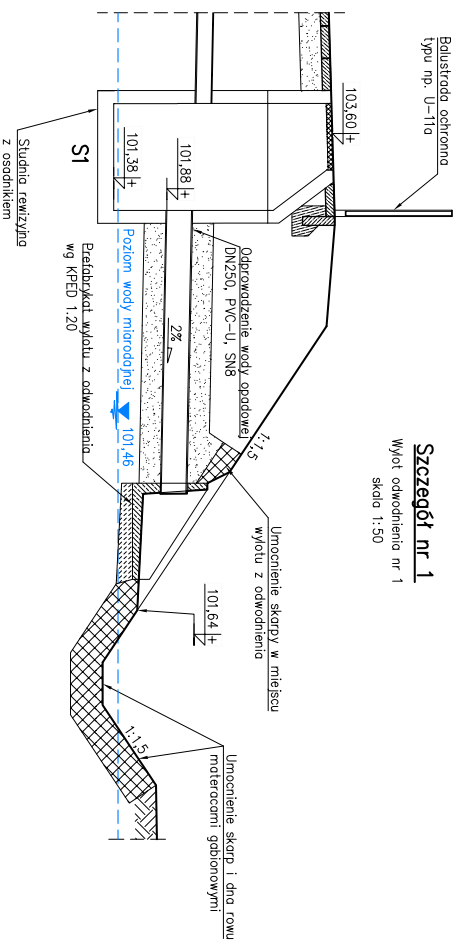 Szczegół nr 1
Wylot odwodnienia nr 1
skala 1:50
Balustrada ochronna
typu np. U-11a
103,60
101,88
101,38
S1
Studnia rewizyjna
z osadnikiem
Odprowadzenie wody opadowej
DN250, PVC-U, SN8
2%
Poziom wody miarodajnej
101,46
Prefabrykat wylotu z odwodnienia
wg KPED 1:20
1:1,5
Umocnienie skarpy w miejscu
wylotu z odwodnienia
101,64
1:1,5
Umocnienie skarp i dna rowu
materacami gabionowymi